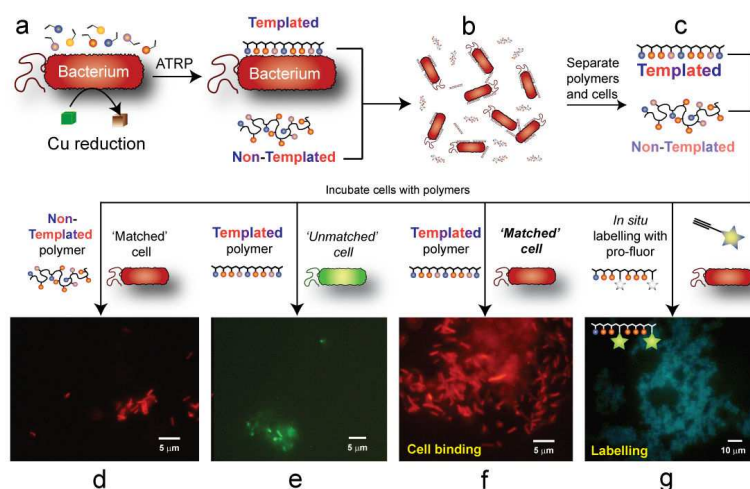 a
Bacterium
ATRP
Cu reduction
Templated
Bacterium
Non-Templated
b
Separate
polymers
and cells
c
Templated
Non-Templated
Incubate cells with polymers
Non-
Templated
polymer
'Matched'
cell
Templated
polymer
'Unmatched'
cell
Templated
polymer
'Matched'
cell
In situ
labelling with
pro-fluor
5 μm
5 μm
Cell binding
5 μm
Labelling
10 μm
d
e
f
g